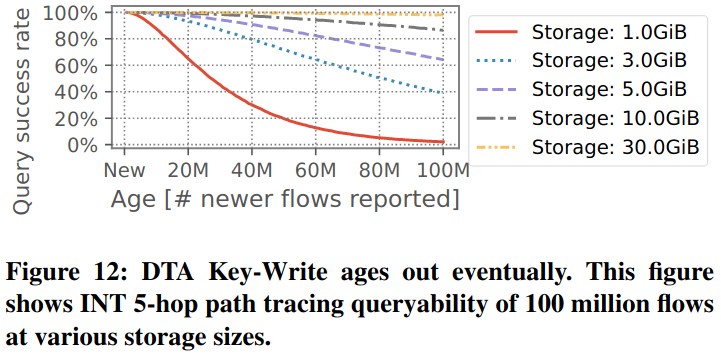 Query success rate
100%
80%
60%
40%
20%
0%
New 20M 40M 60M 80M 100M
Age [# newer flows reported]
Storage: 1.0GiB
Storage: 3.0GiB
Storage: 5.0GiB
Storage: 10.0GiB
Storage: 30.0GiB
Figure 12: DTA Key-Write ages out eventually. This figure
shows INT 5-hop path tracing queryability of 100 million flows
at various storage sizes.